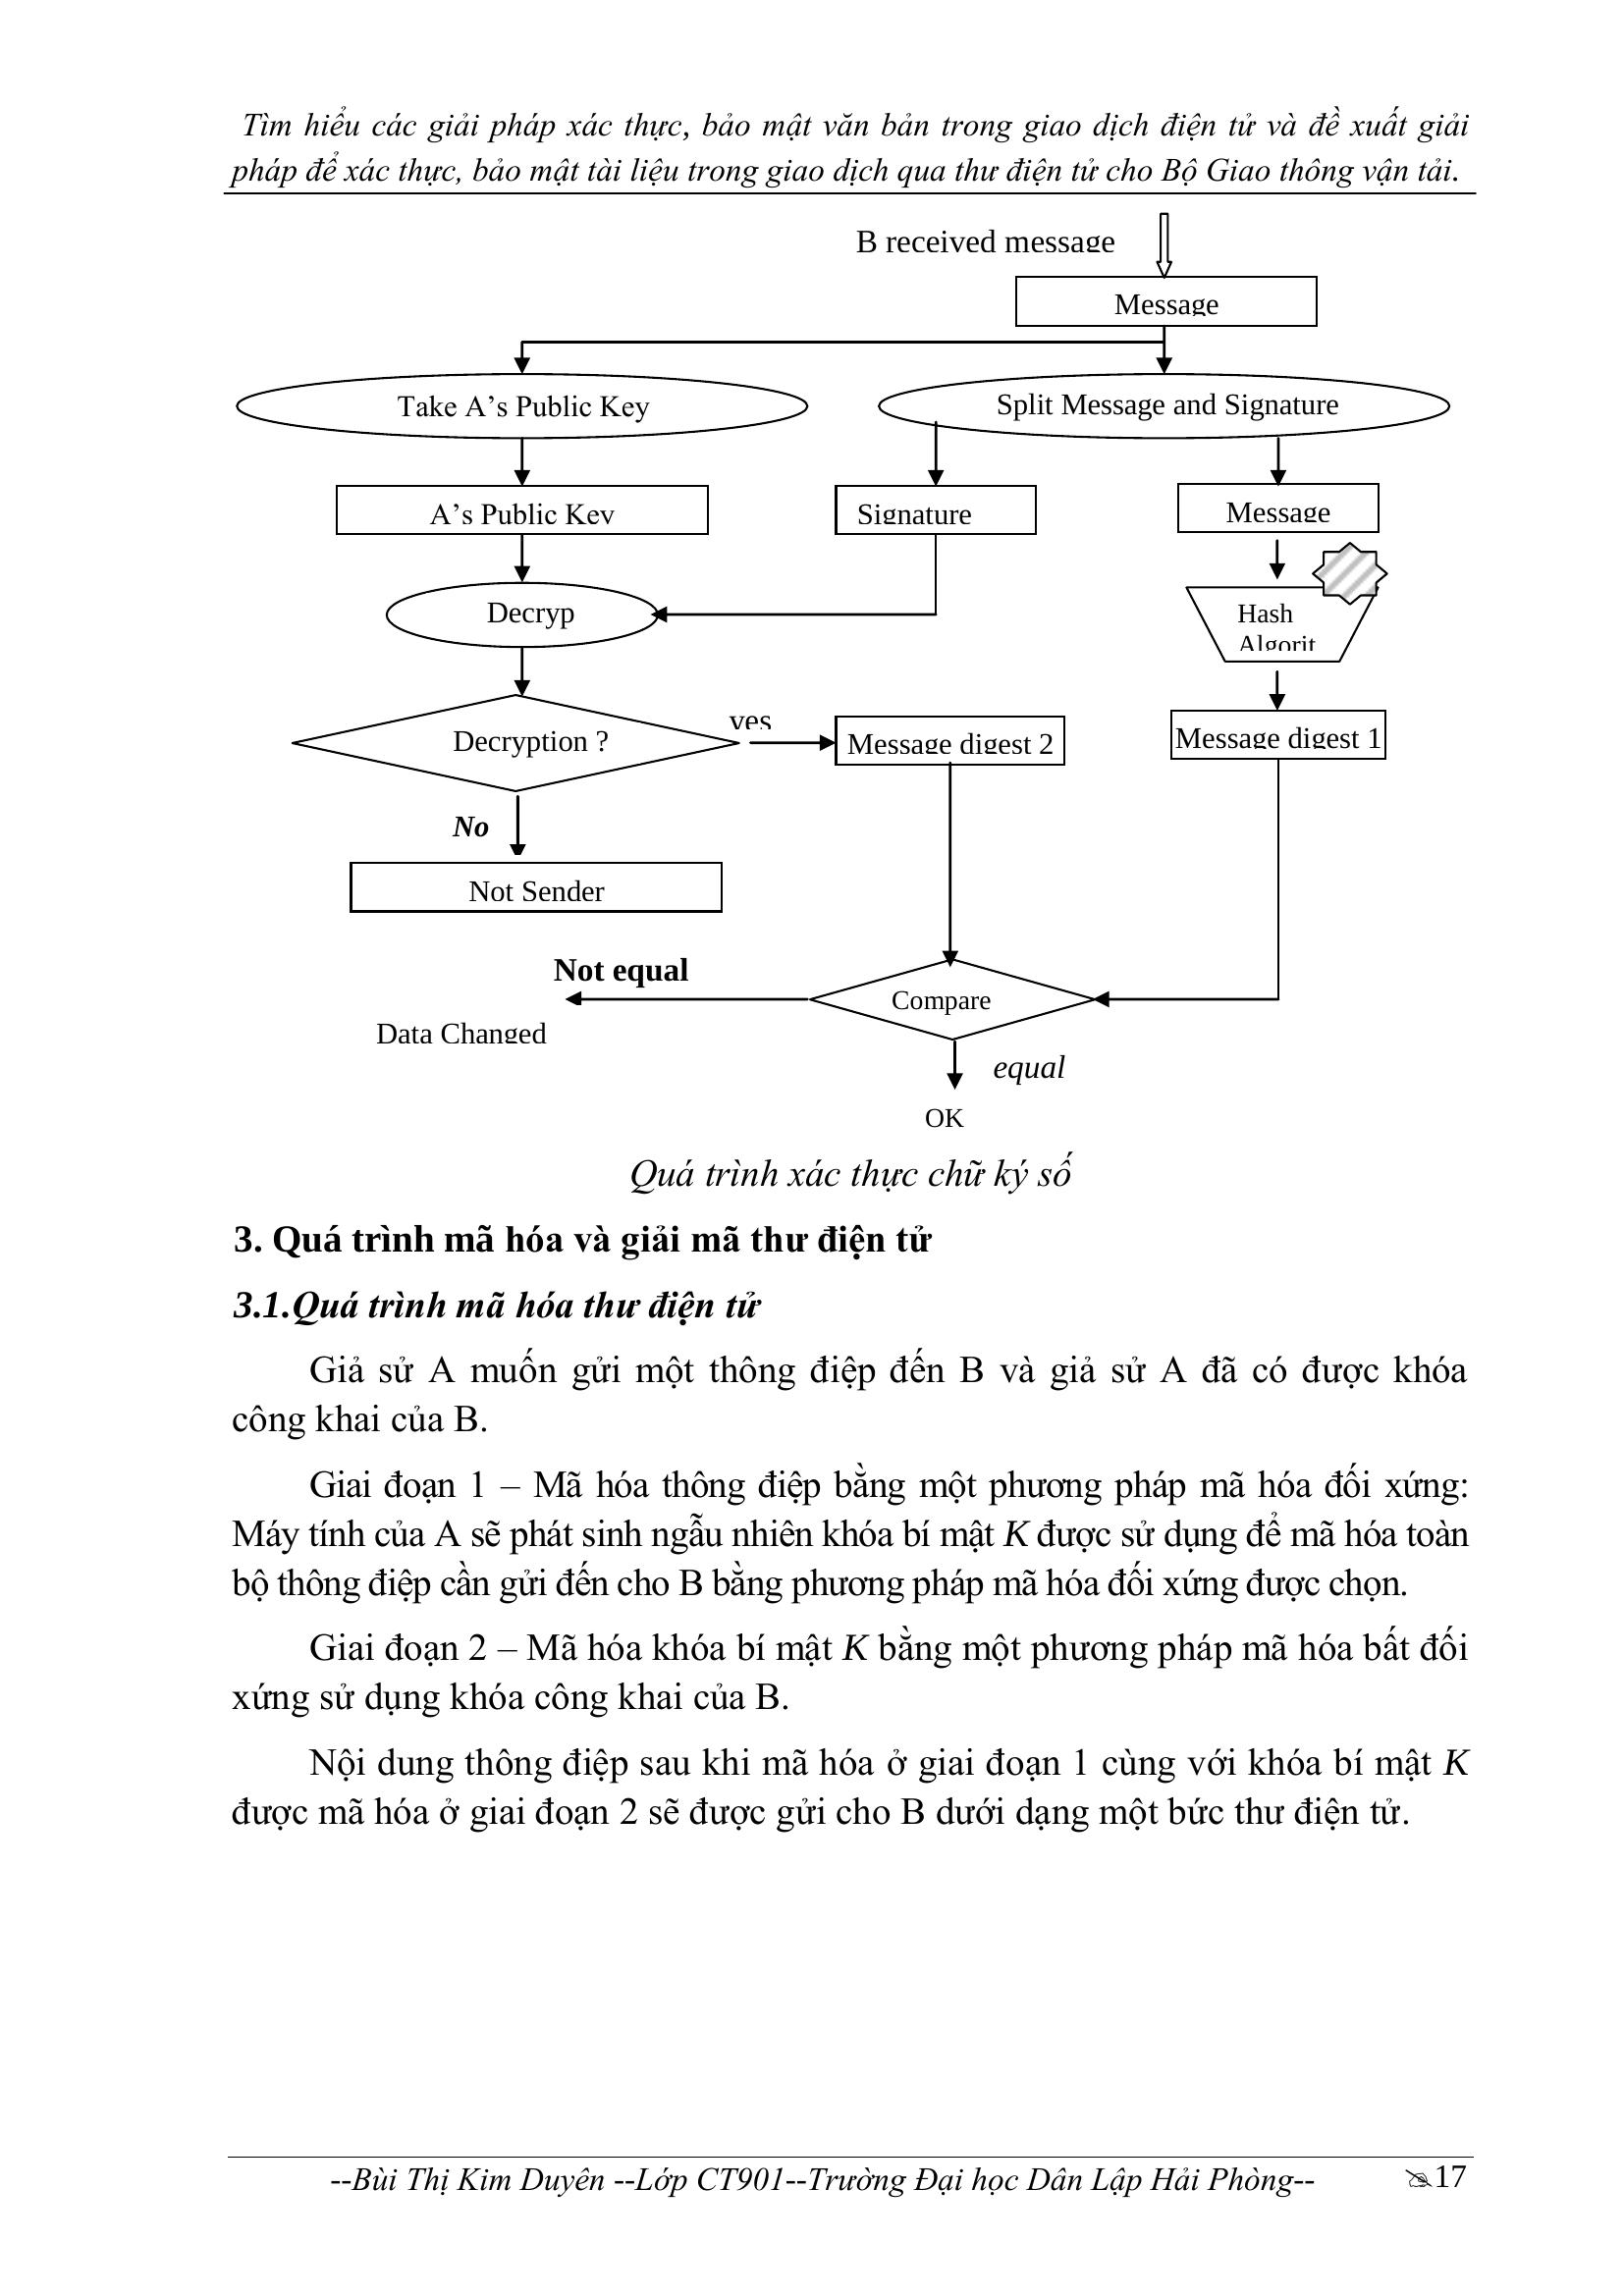 Tìm hiểu các giải pháp xác thực, bảo mật văn bản trong giao dịch điện tử và đề xuất giải
pháp để xác thực, bảo mật tài liệu trong giao dịch qua thư điện tử cho Bộ Giao thông vận tải.
B received message
Message
Take A's Public Key
Split Message and Signature
A's Public Key
Signature
Message
Decryp
Hash
Algorit
Decryption ?
yes
Message digest 2
Message digest 1
No
Not Sender
Not equal
Compare
Data Changed
equal
OK
Quá trình xác thực chữ ký số
3. Quá trình mã hóa và giải mã thư điện tử
3.1.Quá trình mã hóa thư điện tử
Giả sử A muốn gửi một thông điệp đến B và giả sử A đã có được khóa
công khai của B.
Giai đoạn 1 – Mã hóa thông điệp bằng một phương pháp mã hóa đối xứng:
Máy tính của A sẽ phát sinh ngẫu nhiên khóa bí mật K được sử dụng để mã hóa toàn
bộ thông điệp cần gửi đến cho B bằng phương pháp mã hóa đối xứng được chọn.
Giai đoạn 2 – Mã hóa khóa bí mật K bằng một phương pháp mã hóa bất đối
xứng sử dụng khóa công khai của B.
Nội dung thông điệp sau khi mã hóa ở giai đoạn 1 cùng với khóa bí mật K
được mã hóa ở giai đoạn 2 sẽ được gửi cho B dưới dạng một bức thư điện tử.
--Bùi Thị Kim Duyên --Lớp CT901--Trường Đại học Dân Lập Hải Phòng-- 17